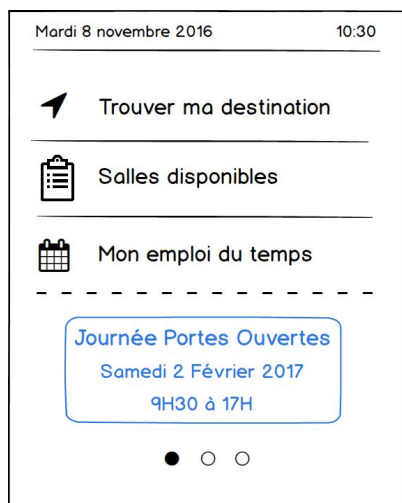 Mardi 8 novembre 2016 10:30
Trouver ma destination
Salles disponibles
Mon emploi du temps
Journée Portes Ouvertes
Samedi 2 Février 2017
9H30 à 17H